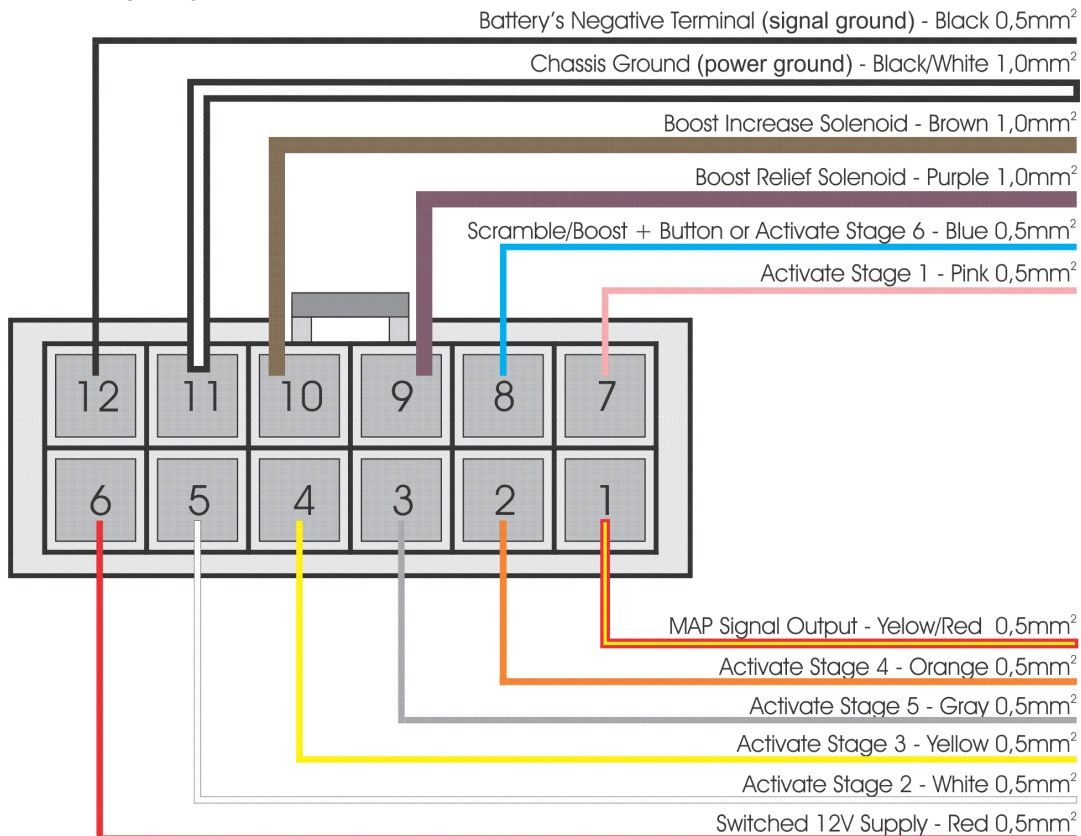 Battery's Negative Terminal (signal ground) - Black 0,5mm²
Chassis Ground (power ground) - Black/White 1,0mm²
Boost Increase Solenoid - Brown 1,0mm²
Boost Relief Solenoid - Purple 1,0mm²
Scramble/Boost + Button or Activate Stage 6 - Blue 0,5mm²
Activate Stage 1 - Pink 0,5mm²
12 11 10 9 8 7
6 5 4 3 2 1
MAP Signal Output - Yelow/Red 0,5mm²
Activate Stage 4 - Orange 0,5mm²
Activate Stage 5 - Gray 0,5mm²
Activate Stage 3 - Yellow 0,5mm²
Activate Stage 2 - White 0,5mm²
Switched 12V Supply - Red 0,5mm²